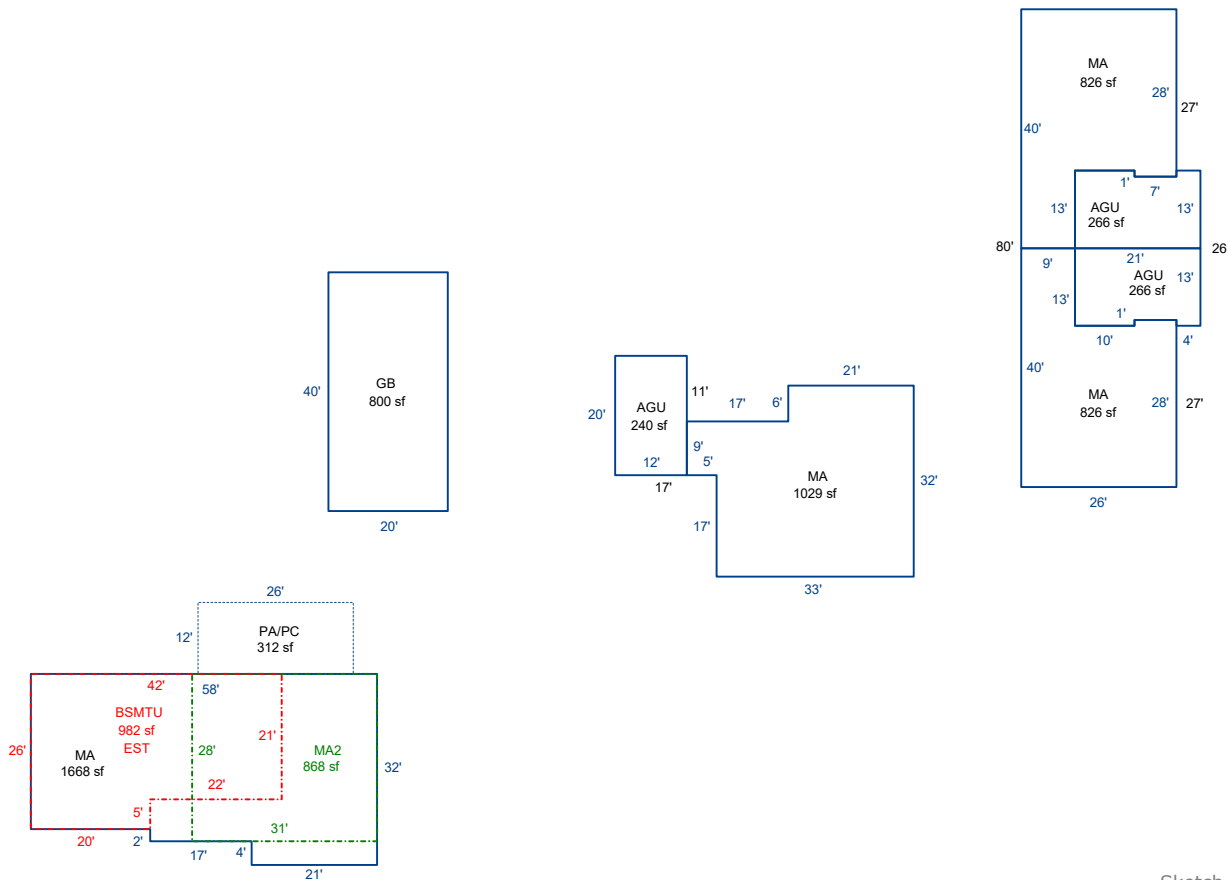 MA
826 sf
28'
27'
40'
1'
7'
13'
AGU
266 sf
13'
80'
26
9'
21'
13'
AGU
266 sf
13'
1'
10'
4'
40'
MA
826 sf
28'
27'
26'
40'
GB
800 sf
20'
20'
AGU
240 sf
11'
12'
17'
17'
6'
21'
9'
5'
MA
1029 sf
32'
17'
33'
26'
12'
PA/PC
312 sf
42'
58'
BSMTU
982 sf
EST
26'
MA
1668 sf
21'
28'
MA2
868 sf
32'
22'
5'
20'
2'
31'
17'
4'
21'
Sketch